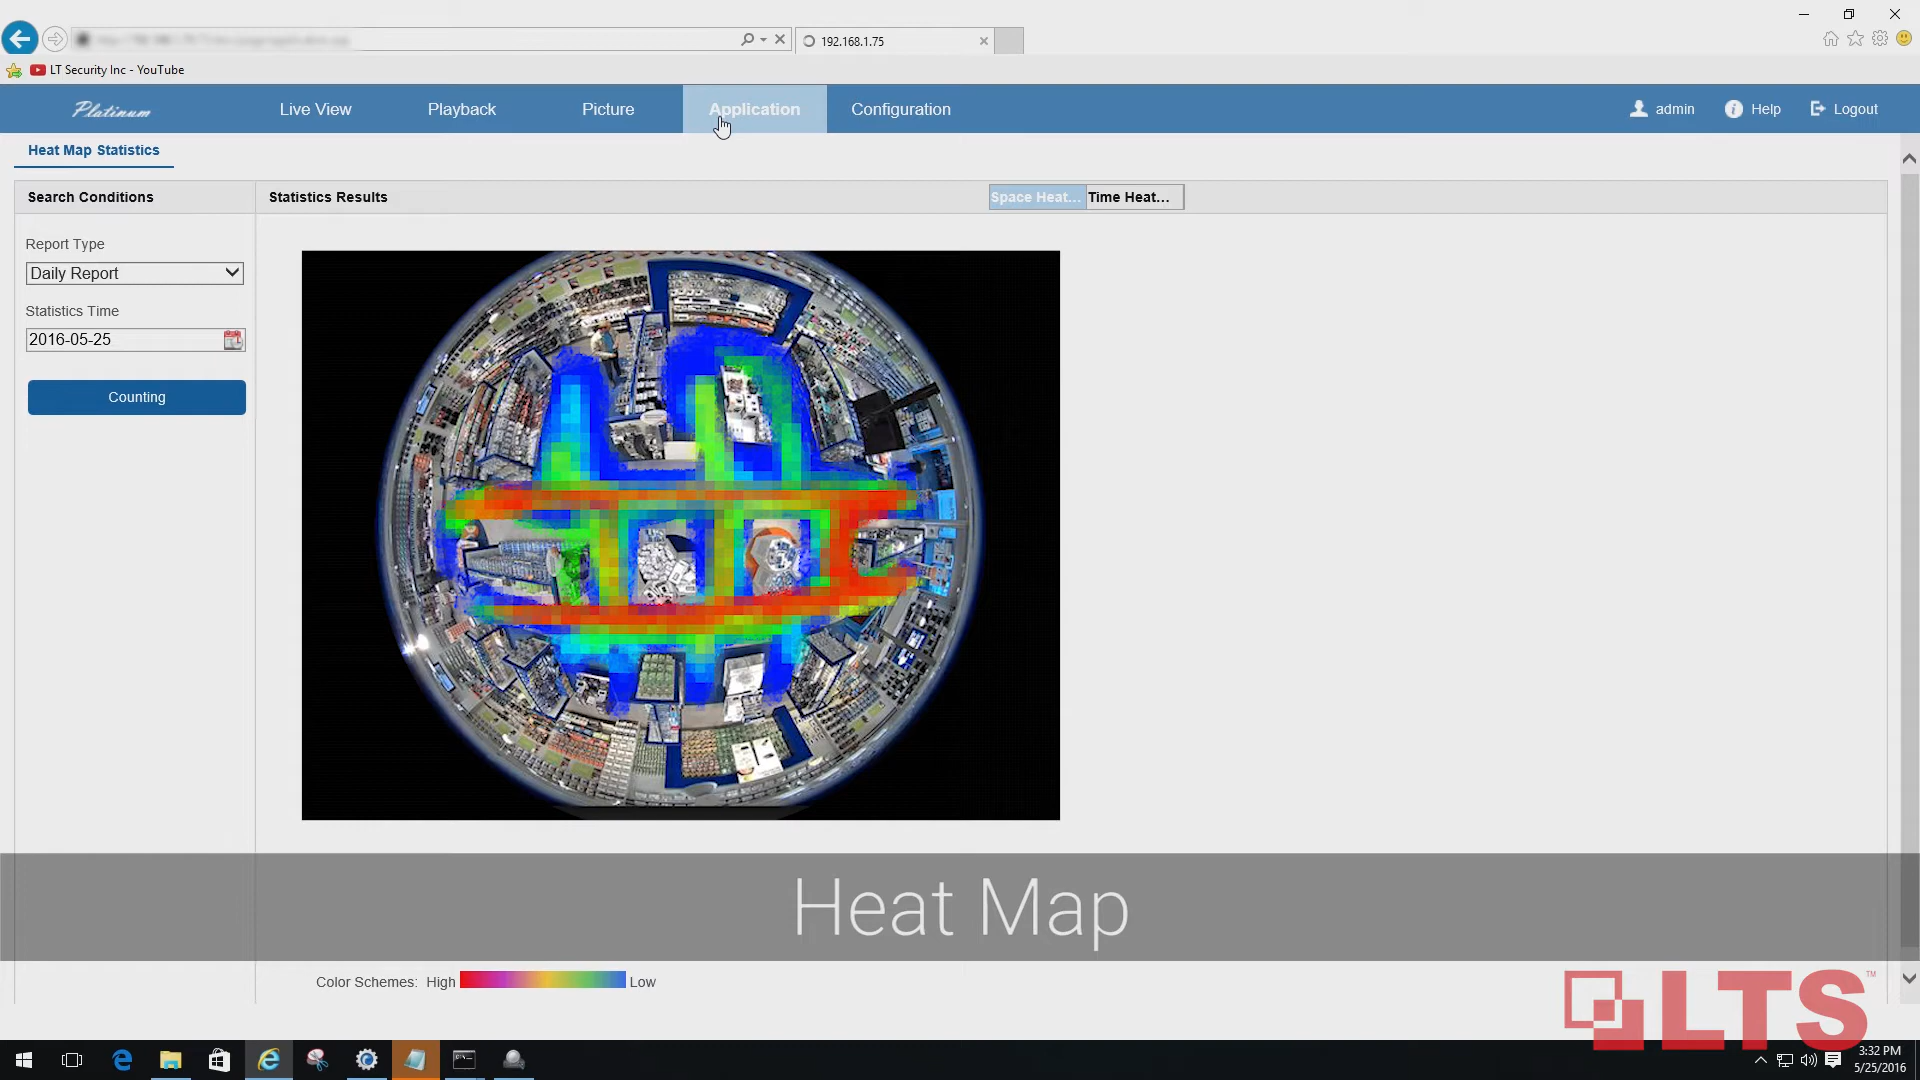 192.168.1.75
LT Security Inc - YouTube
Platinum
Live View
Playback
Picture
Application
Configuration
admin
Help
Logout
Heat Map Statistics
Search Conditions
Statistics Results
Space Heat...
Time Heat...
Report Type
Daily Report
Statistics Time
2016-05-25
Counting
Heat Map
Color Schemes: High
Low
LTS™
3:32 PM
5/25/2016